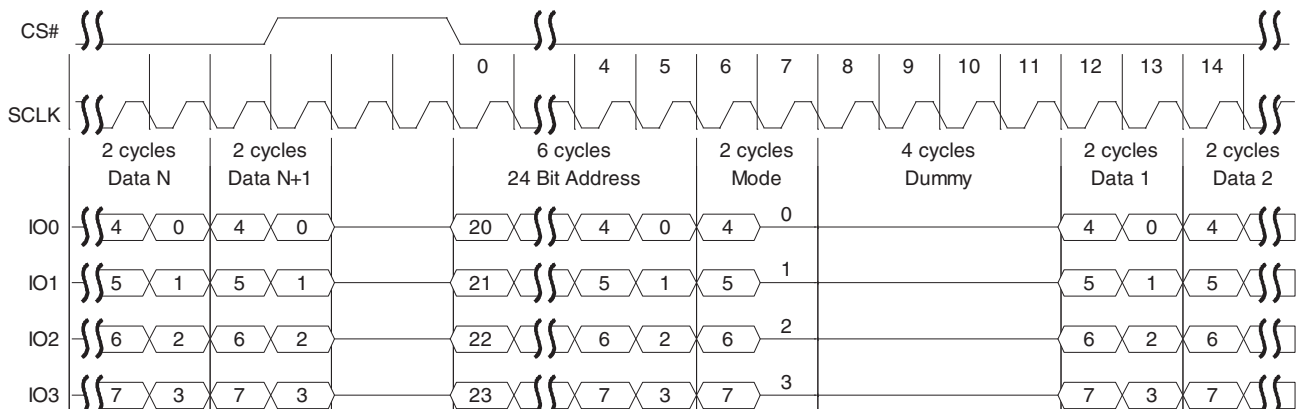 CS#
0 4 5 6 7 8 9 10 11 12 13 14
SCLK
2 cycles 2 cycles 6 cycles 2 cycles 4 cycles 2 cycles 2 cycles
Data N Data N+1 24 Bit Address Mode Dummy Data 1 Data 2
IO0 4 0 4 0 20 4 0 4 0 4 0 4
IO1 5 1 5 1 21 5 1 5 1 5 1 5
IO2 6 2 6 2 22 6 2 6 2 6 2 6
IO3 7 3 7 3 23 7 3 7 3 7 3 7